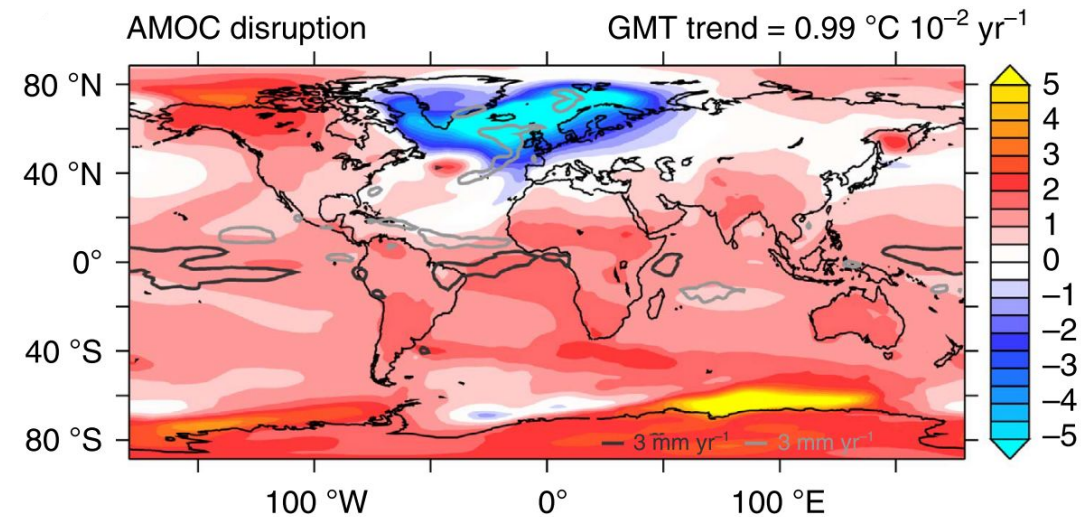 AMOC disruption
GMT trend = 0.99 °C 10⁻² yr⁻¹
80 °N
40 °N
0°
40 °S
80 °S
100 °W
0°
100 °E
3 mm yr⁻¹
3 mm yr⁻¹
5
4
3
2
1
0
−1
−2
−3
−4
−5